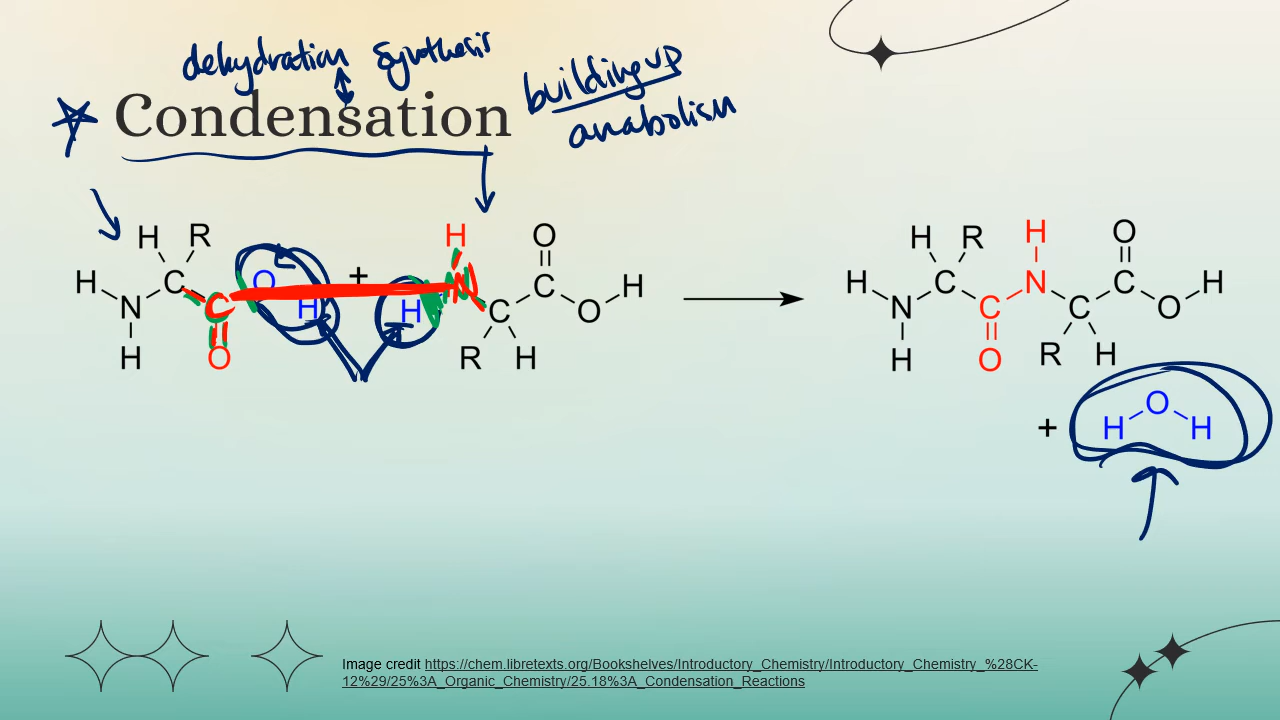 dehydration synthesis
building up
Condensation
anabolism
H R H O
H C O + H N C H
N C H H C O
H O R H
H R H O
H C N C H
N C C O
H O R H
O
+ H H
Image credit https://chem.libretexts.org/Bookshelves/Introductory_Chemistry/Introductory_Chemistry_%28CK-
12%29/25%3A_Organic_Chemistry/25.18%3A_Condensation_Reactions